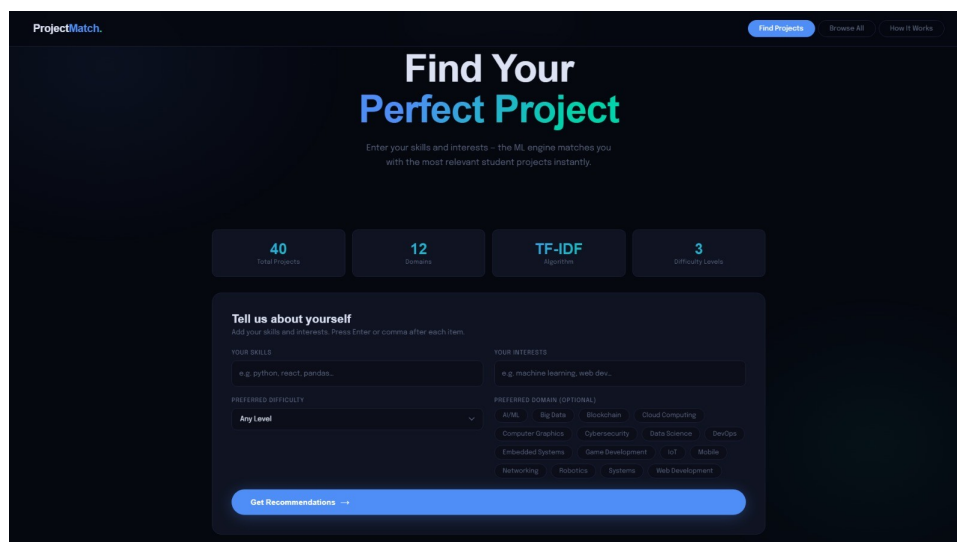 ProjectMatch.
Find Projects
Browse All
How It Works
Find Your
Perfect Project
Enter your skills and interests – the ML engine matches you
with the most relevant student projects instantly.
40
Total Projects
12
Domains
TF-IDF
Algorithm
3
Difficulty Levels
Tell us about yourself
Add your skills and interests. Press Enter or comma after each item.
YOUR SKILLS
e.g. python, react, pandas...
YOUR INTERESTS
e.g. machine learning, web dev...
PREFERRED DIFFICULTY
Any Level
PREFERRED DOMAIN (OPTIONAL)
AI/ML Big Data Blockchain Cloud Computing
Computer Graphics Cybersecurity Data Science DevOps
Embedded Systems Game Development IoT Mobile
Networking Robotics Systems Web Development
Get Recommendations →